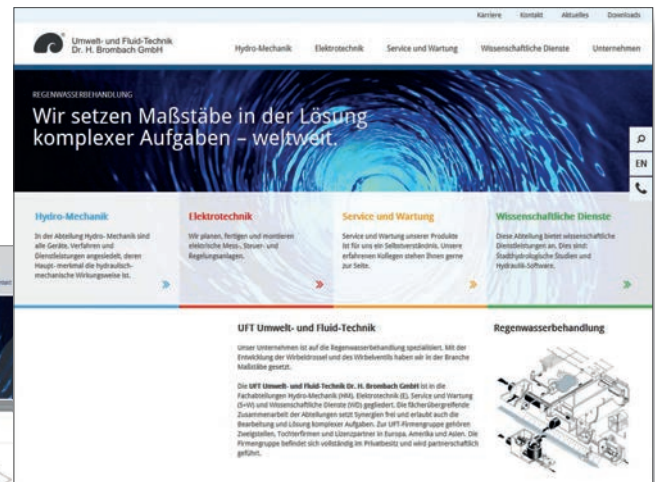 Karriere Kontakt Aktuelles Downloads
Umwelt- und Fluid-Technik
Dr. H. Brombach GmbH
Hydro-Mechanik Elektrotechnik Service und Wartung Wissenschaftliche Dienste Unternehmen
REGENWASSERBEHANDLUNG
Wir setzen Maßstäbe in der Lösung
komplexer Aufgaben – weltweit.
EN
Hydro-Mechanik
In der Abteilung Hydro- Mechanik sind
alle Geräte, Verfahren und
Dienstleistungen angesiedelt, deren
Haupt- merkmal die hydraulisch-
mechanische Wirkungsweise ist.
Elektrotechnik
Wir planen, fertigen und montieren
elektrische Mess-, Steuer- und
Regelungsanlagen.
Service und Wartung
Service und Wartung unserer Produkte
ist für uns ein Selbstverständnis. Unsere
erfahrenen Kollegen stehen Ihnen gerne
zur Seite.
Wissenschaftliche Dienste
Diese Abteilung bietet wissenschaftliche
Dienstleistungen an. Dies sind:
Stadthydrologische Studien und
Hydraulik-Software.
UFT Umwelt- und Fluid-Technik
Unser Unternehmen ist auf die Regenwasserbehandlung spezialisiert. Mit der
Entwicklung der Wirbeldrossel und des Wirbelventils haben wir in der Branche
Maßstäbe gesetzt.
Die UFT Umwelt- und Fluid-Technik Dr. H. Brombach GmbH ist in die
Fachabteilungen Hydro-Mechanik (HM), Elektrotechnik (E), Service und Wartung
(S+W) und Wissenschaftliche Dienste (WD) gegliedert. Die fächerübergreifende
Zusammenarbeit der Abteilungen setzt Synergien frei und erlaubt auch die
Bearbeitung und Lösung komplexer Aufgaben. Zur UFT-Firmengruppe gehören
Zweigstellen, Tochterfirmen und Lizenzpartner in Europa, Amerika und Asien. Die
Firmengruppe befindet sich vollständig im Privatbesitz und wird partnerschaftlich
geführt.
Regenwasserbehandlung